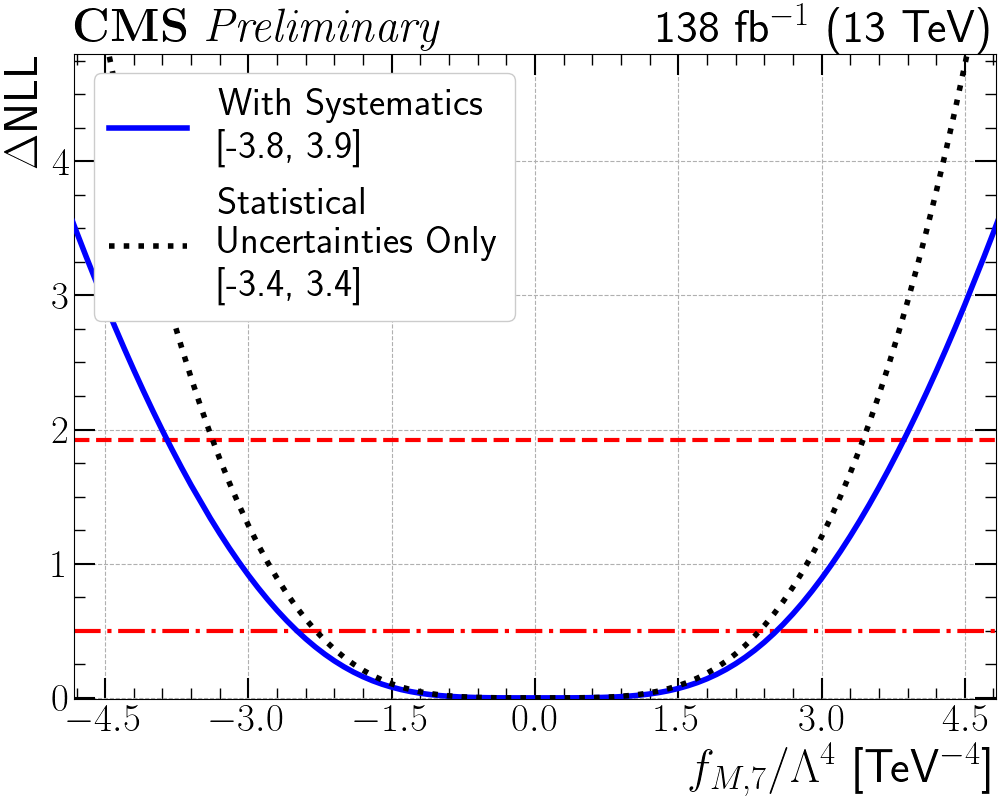 CMS Preliminary
138 fb⁻¹ (13 TeV)
ΔNLL
With Systematics
[-3.8, 3.9]
Statistical
Uncertainties Only
[-3.4, 3.4]
4
3
2
1
0
−4.5 −3.0 −1.5 0.0 1.5 3.0 4.5
f_{M,7}/Λ⁴ [TeV⁻⁴]